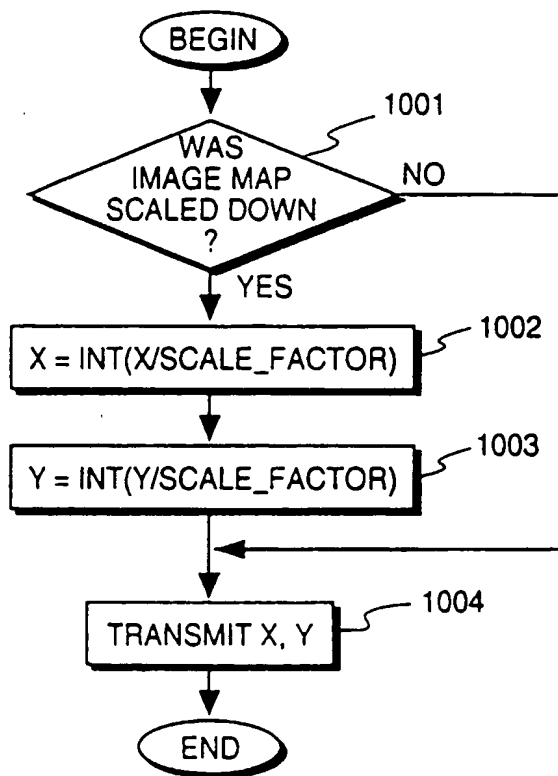 BEGIN
1001
WAS
IMAGE MAP
SCALED DOWN
?
NO
YES
1002
X = INT(X/SCALE_FACTOR)
1003
Y = INT(Y/SCALE_FACTOR)
1004
TRANSMIT X, Y
END